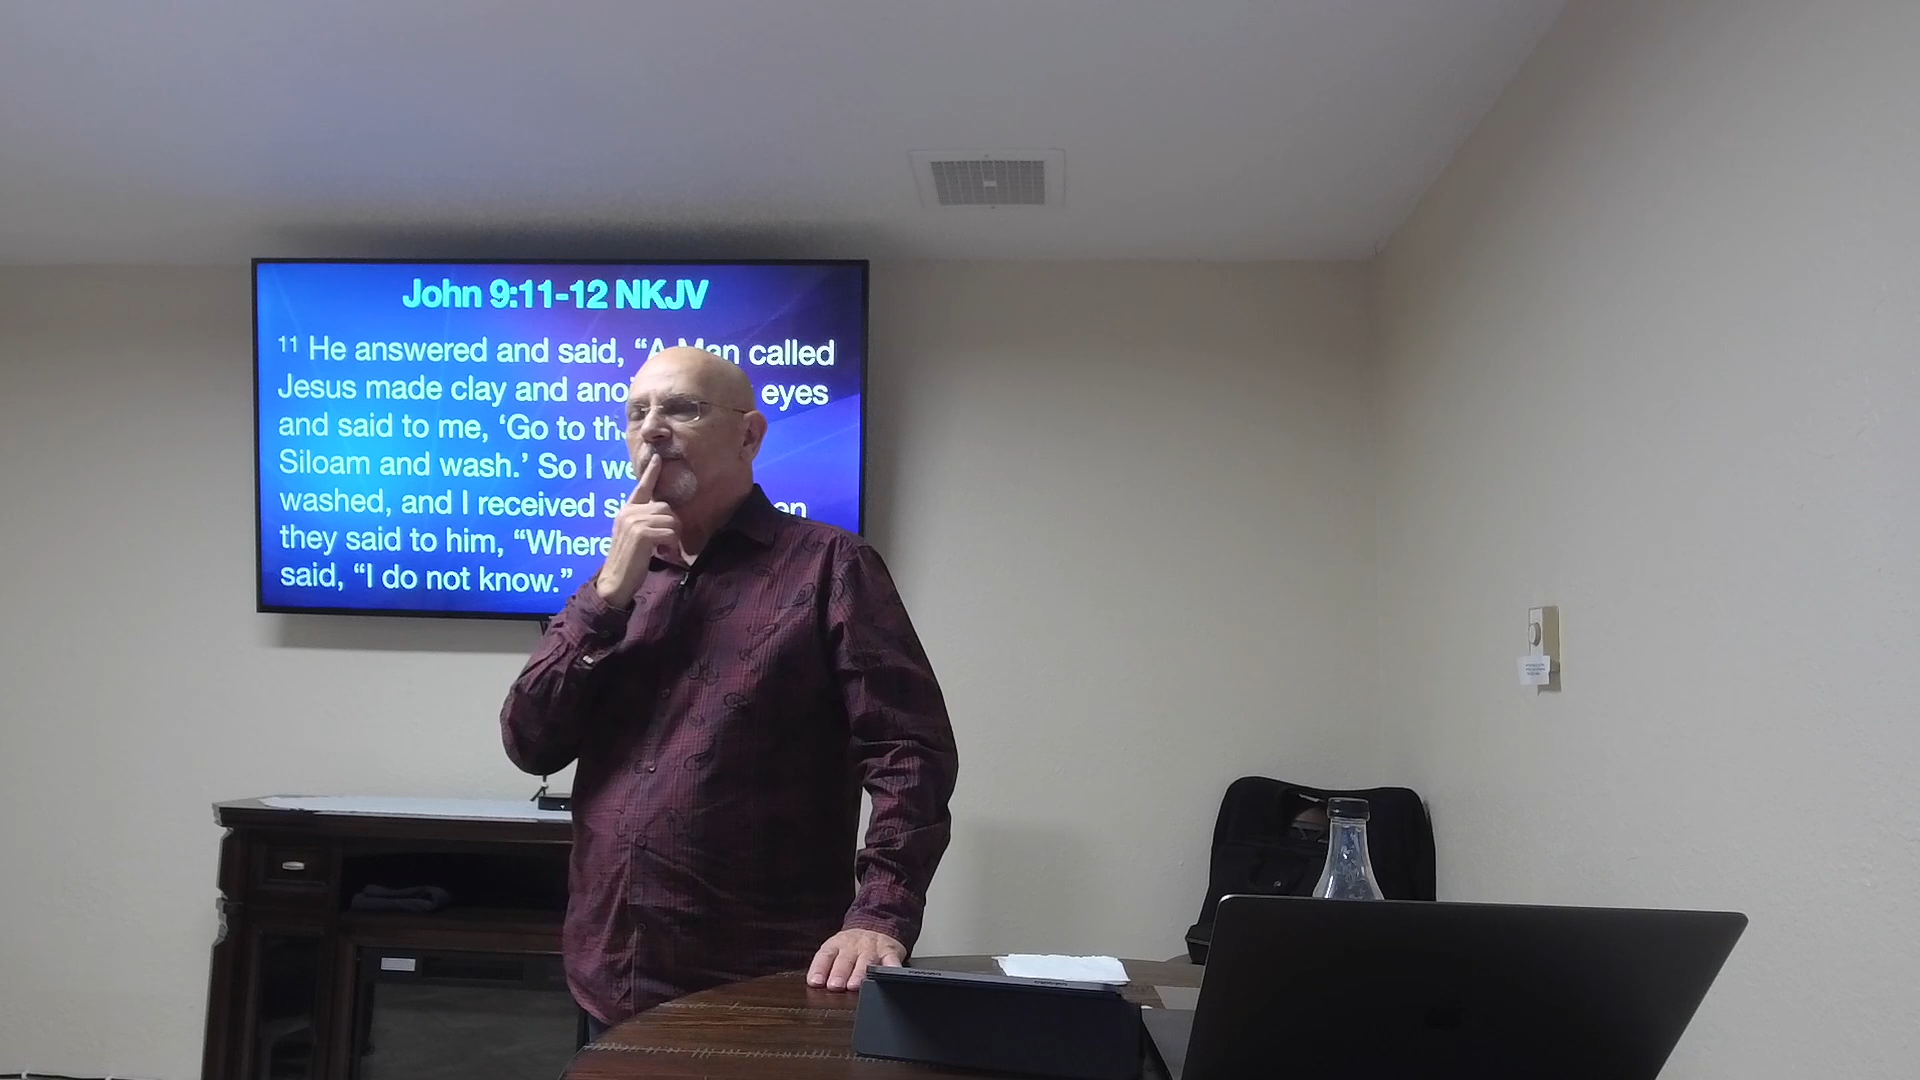 John 9:11-12 NKJV
11 He answered and said, “A Man called
Jesus made clay and anoi eyes
and said to me, ‘Go to th
Siloam and wash.’ So I we
washed, and I received si en
they said to him, “Where
said, “I do not know.”